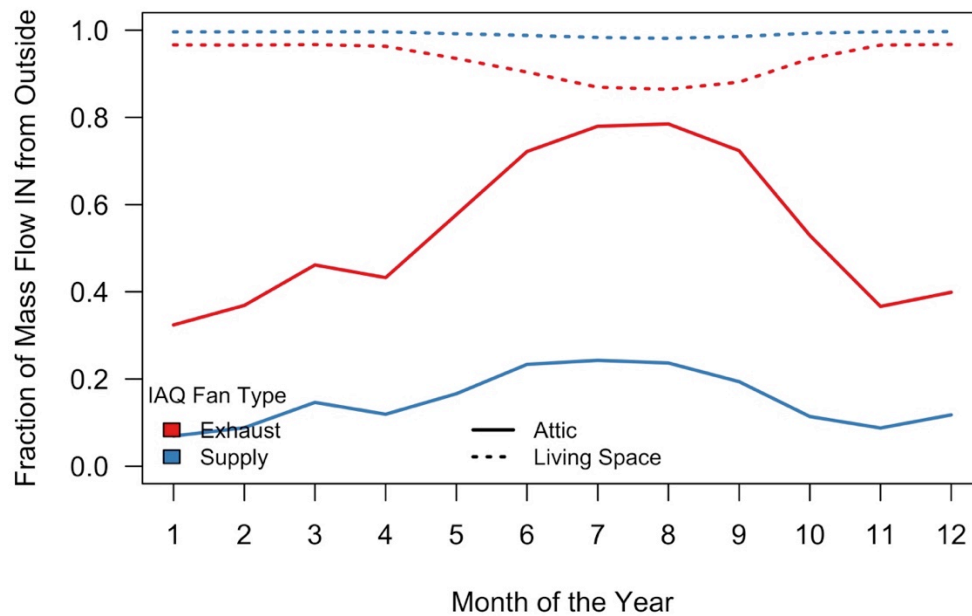 Fraction of Mass Flow IN from Outside
1.0
0.8
0.6
0.4
0.2
0.0
IAQ Fan Type
Exhaust
Supply
Attic
Living Space
1 2 3 4 5 6 7 8 9 10 11 12
Month of the Year